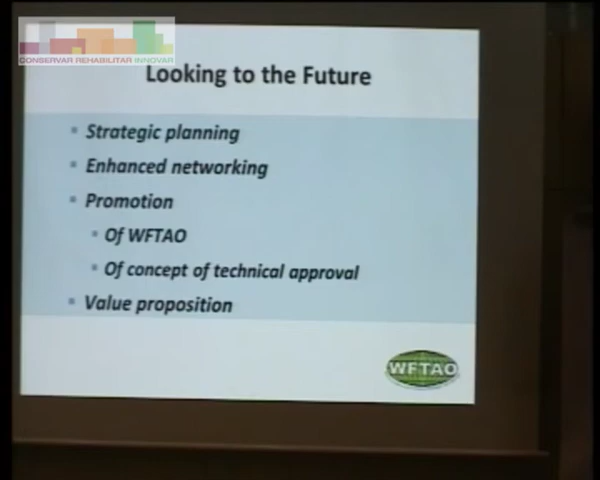 CONSERVAR REHABILITAR INNOVAR
Looking to the Future
Strategic planning
Enhanced networking
Promotion
Of WFTAO
Of concept of technical approval
Value proposition
WFTAO